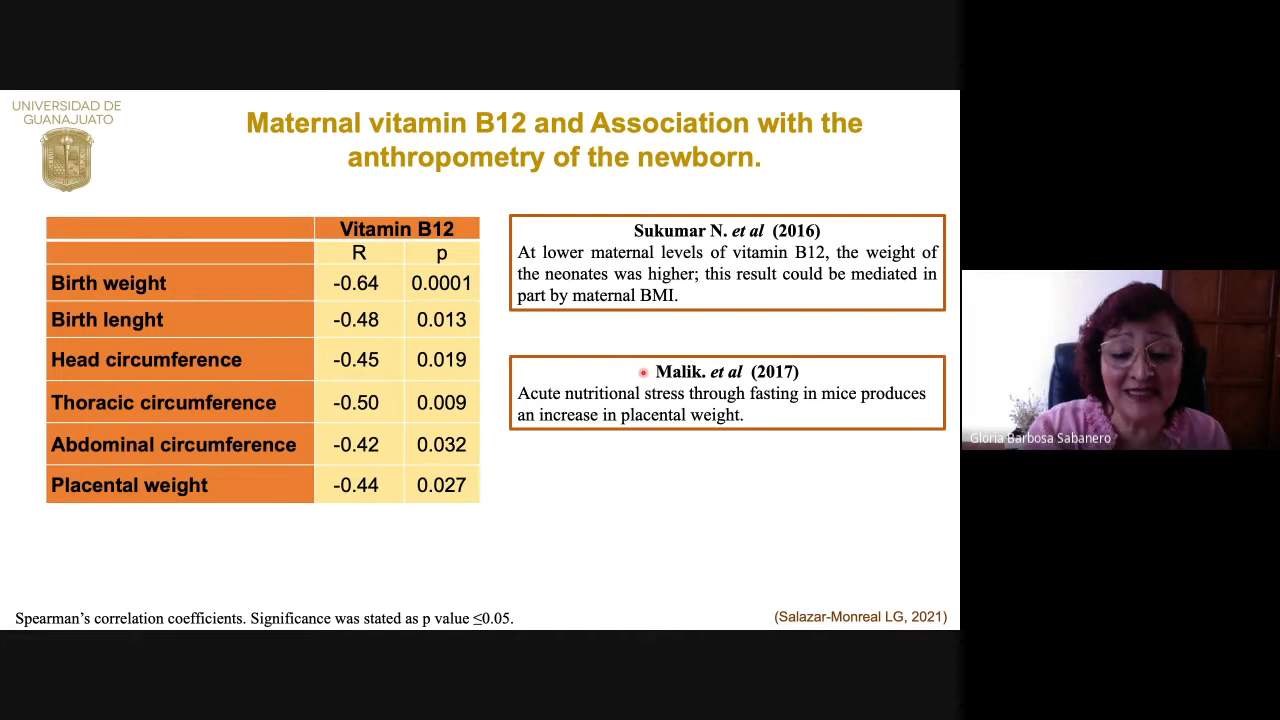 UNIVERSIDAD DE
GUANAJUATO
Maternal vitamin B12 and Association with the
anthropometry of the newborn.
Vitamin B12
R p
Birth weight -0.64 0.0001
Birth lenght -0.48 0.013
Head circumference -0.45 0.019
Thoracic circumference -0.50 0.009
Abdominal circumference -0.42 0.032
Placental weight -0.44 0.027
Sukumar N. et al (2016)
At lower maternal levels of vitamin B12, the weight of
the neonates was higher; this result could be mediated in
part by maternal BMI.
Malik. et al (2017)
Acute nutritional stress through fasting in mice produces
an increase in placental weight.
Gloria Barbosa Sabanero
Spearman's correlation coefficients. Significance was stated as p value ≤0.05.
(Salazar-Monreal LG, 2021)